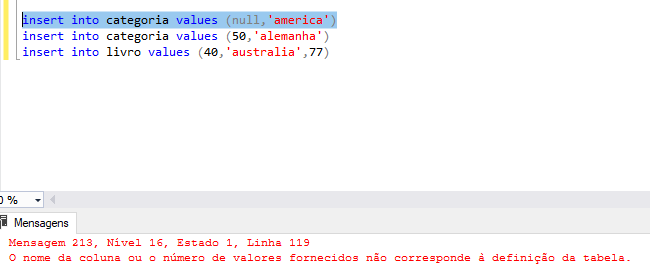 insert into categoria values (null,'america')
insert into categoria values (50,'alemanha')
insert into livro values (40,'australia',77)
0 %
Mensagens
Mensagem 213, Nível 16, Estado 1, Linha 119
O nome da coluna ou o número de valores fornecidos não corresponde à definição da tabela.